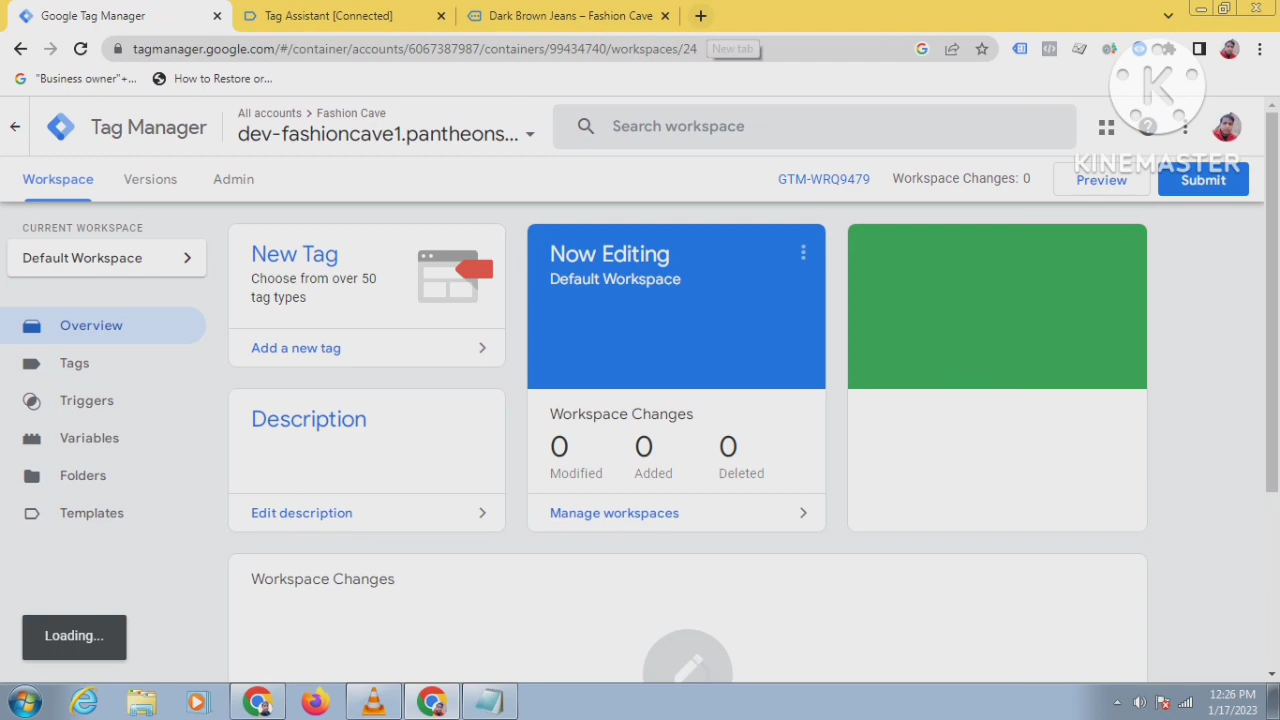 Google Tag Manager
Tag Assistant [Connected]
Dark Brown Jeans – Fashion Cave
tagmanager.google.com/#/container/accounts/6067387987/containers/99434740/workspaces/24
New tab
"Business owner"+...
How to Restore or...
Tag Manager
All accounts > Fashion Cave
dev-fashioncave1.pantheons...
Search workspace
KINEMASTER
Workspace
Versions
Admin
GTM-WRQ9479
Workspace Changes: 0
Preview
Submit
CURRENT WORKSPACE
Default Workspace
Overview
Tags
Triggers
Variables
Folders
Templates
Loading...
New Tag
Choose from over 50
tag types
Add a new tag
Description
Edit description
Now Editing
Default Workspace
Workspace Changes
0 0 0
Modified Added Deleted
Manage workspaces
Workspace Changes
12:26 PM
1/17/2023